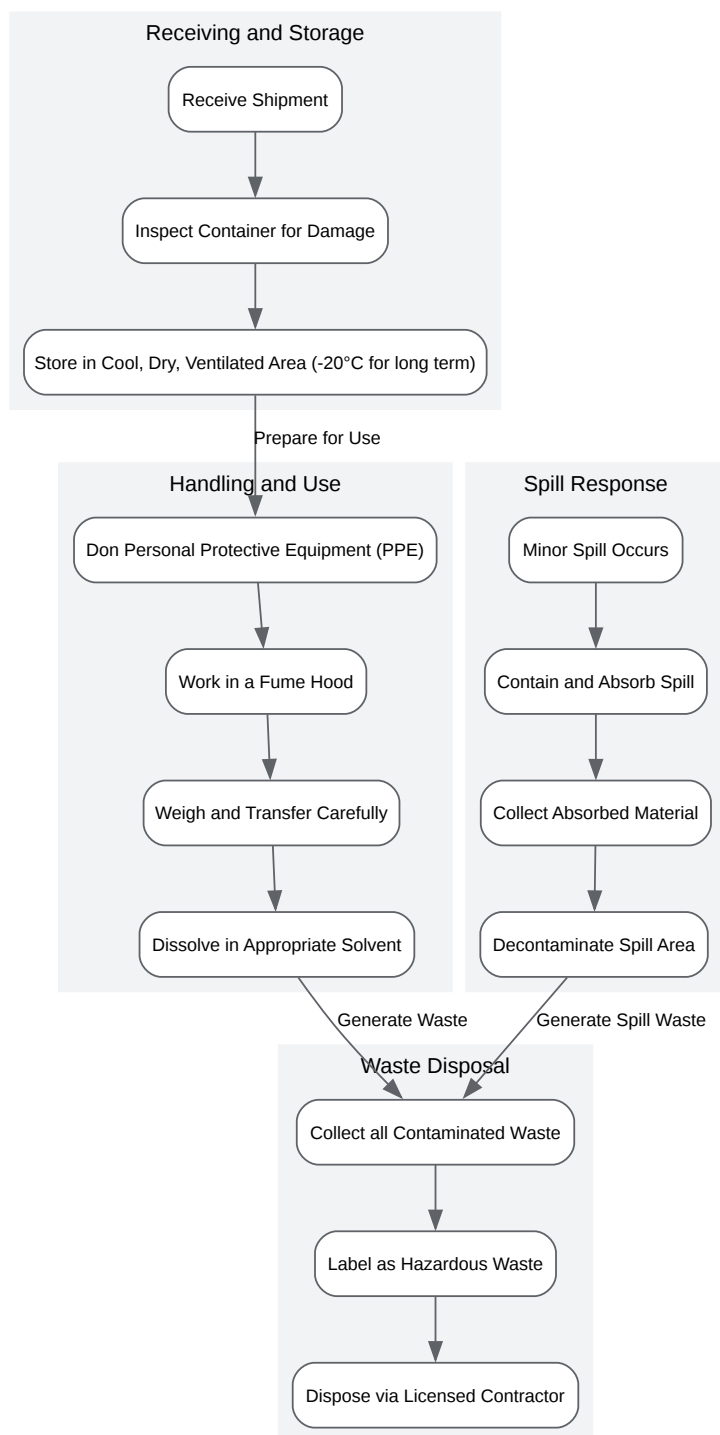 Receiving and Storage
Receive Shipment
Inspect Container for Damage
Store in Cool, Dry, Ventilated Area (-20°C for long term)
Prepare for Use
Handling and Use
Don Personal Protective Equipment (PPE)
Work in a Fume Hood
Weigh and Transfer Carefully
Dissolve in Appropriate Solvent
Spill Response
Minor Spill Occurs
Contain and Absorb Spill
Collect Absorbed Material
Decontaminate Spill Area
Generate Waste
Generate Spill Waste
Waste Disposal
Collect all Contaminated Waste
Label as Hazardous Waste
Dispose via Licensed Contractor